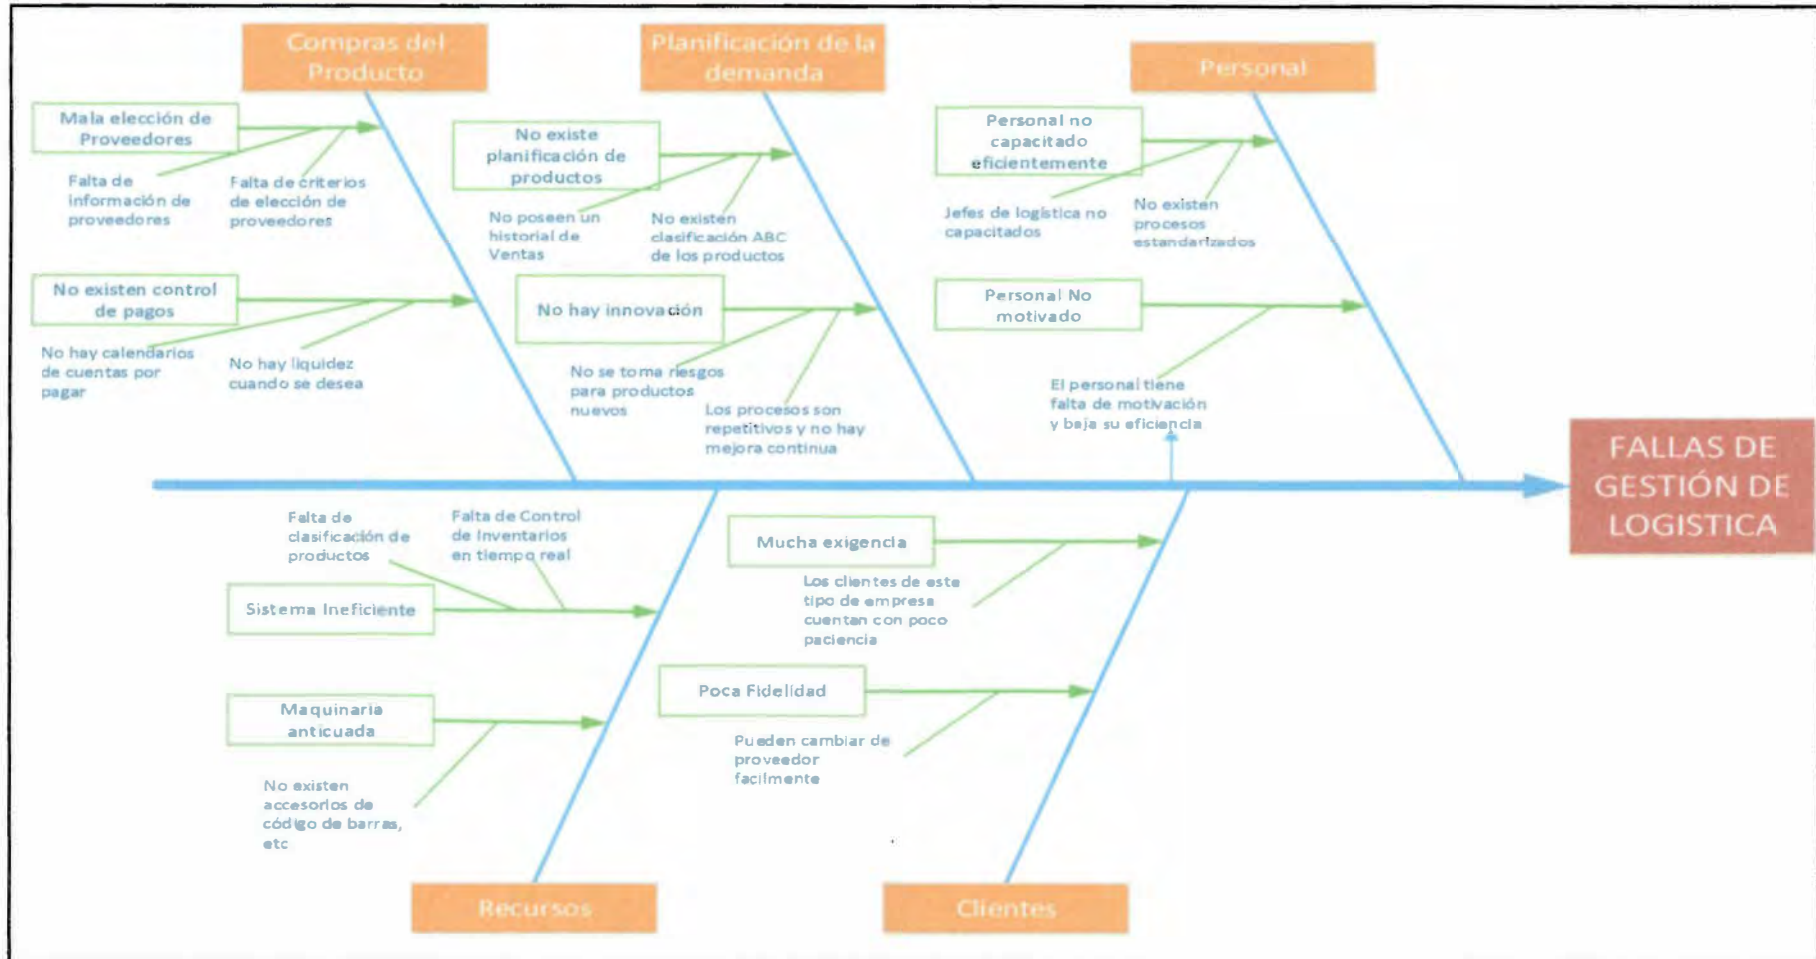 Compras del
Producto
Planificación de la
demanda
Personal
Mala elección de
Proveedores
Falta de
información de
proveedores
Falta de criterios
de elección de
proveedores
No existen control
de pagos
No hay calendarios
de cuentas por
pagar
No hay liquidez
cuando se desea
No existe
planificación de
productos
No poseen un
historial de
Ventas
No existen
clasificación ABC
de los productos
No hay innovación
No se toma riesgos
para productos
nuevos
Los procesos son
repetitivos y no hay
mejora continua
Personal no
capacitado
eficientemente
Jefes de logística no
capacitados
No existen
procesos
estandarizados
Personal No
motivado
El personal tiene
falta de motivación
y baja su eficiencia
FALLAS DE
GESTIÓN DE
LOGISTICA
Falta de
clasificación de
productos
Falta de Control
de Inventarios
en tiempo real
Sistema Ineficiente
Maquinaria
anticuada
No existen
accesorios de
código de barras,
etc
Mucha exigencia
Los clientes de este
tipo de empresa
cuentan con poco
paciencia
Poca Fidelidad
Pueden cambiar de
proveedor
facilmente
Recursos
Clientes